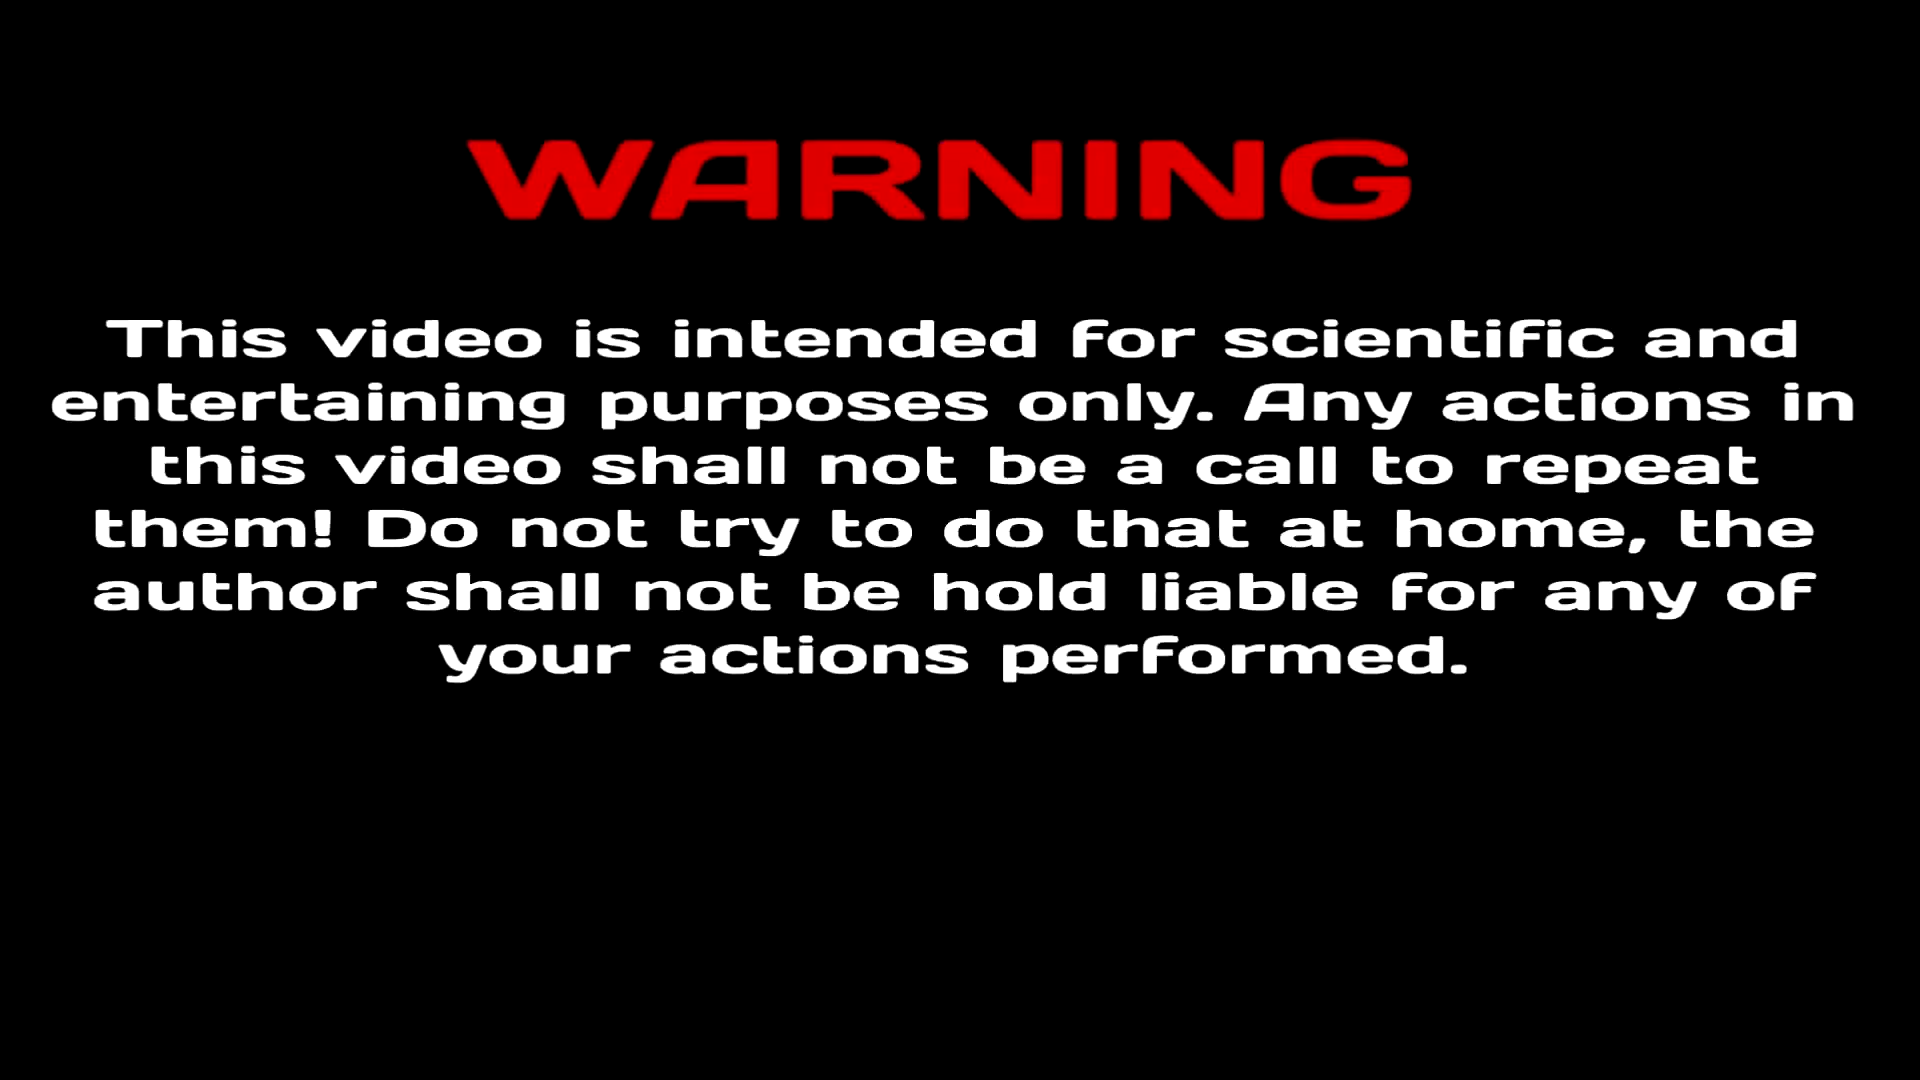 WARNING
This video is intended for scientific and
entertaining purposes only. Any actions in
this video shall not be a call to repeat
them! Do not try to do that at home, the
author shall not be hold liable for any of
your actions performed.